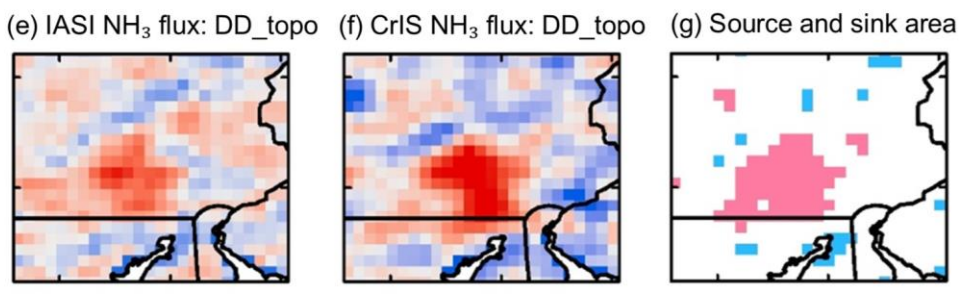 (e) IASI NH₃ flux: DD_topo
(f) CrIS NH₃ flux: DD_topo
(g) Source and sink area